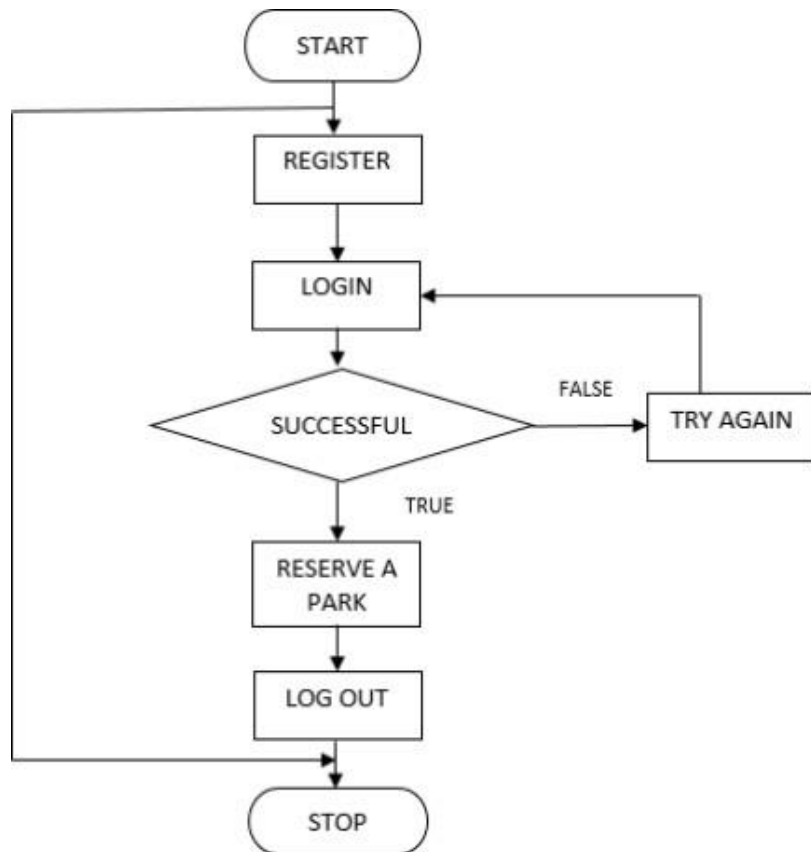 START
REGISTER
LOGIN
FALSE
TRY AGAIN
SUCCESSFUL
TRUE
RESERVE A
PARK
LOG OUT
STOP